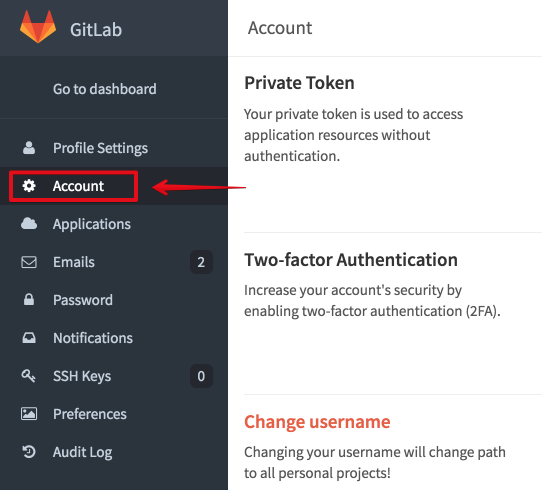 GitLab
Go to dashboard
Profile Settings
Account
Applications
Emails 2
Password
Notifications
SSH Keys 0
Preferences
Audit Log
Account
Private Token
Your private token is used to access
application resources without
authentication.
Two-factor Authentication
Increase your account's security by
enabling two-factor authentication (2FA).
Change username
Changing your username will change path
to all personal projects!